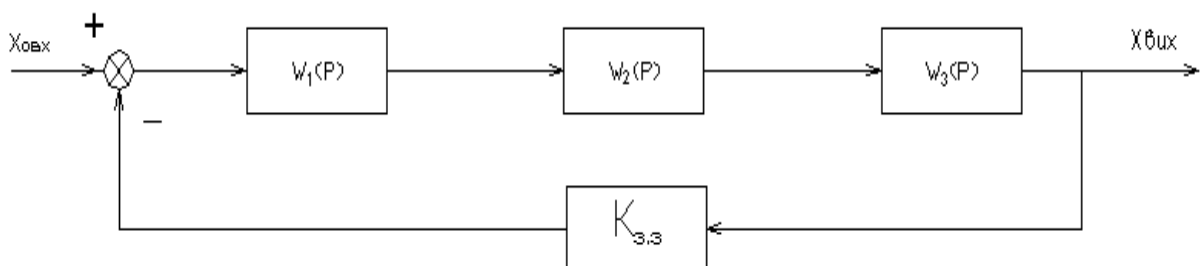 Xовх
+
W1(P)
W2(P)
W3(P)
Xвих
–
Kз.з